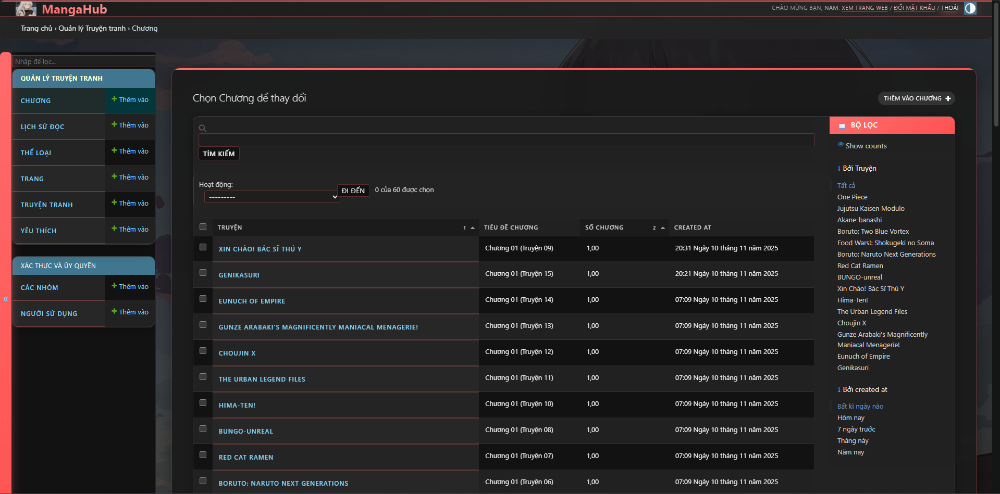 MangaHub
CHÀO MỪNG BẠN, NAM. XEM TRANG WEB / ĐỔI MẬT KHẨU / THOÁT
Trang chủ › Quản lý Truyện tranh › Chương
Nhập để lọc...
QUẢN LÝ TRUYỆN TRANH
CHƯƠNG Thêm vào
LỊCH SỬ ĐỌC Thêm vào
THỂ LOẠI Thêm vào
TRANG Thêm vào
TRUYỆN TRANH Thêm vào
YÊU THÍCH Thêm vào
XÁC THỰC VÀ ỦY QUYỀN
CÁC NHÓM Thêm vào
NGƯỜI SỬ DỤNG Thêm vào
«
Chọn Chương để thay đổi
THÊM VÀO CHƯƠNG
TÌM KIẾM
Hoạt động:
---------
ĐI ĐẾN
0 của 60 được chọn
TRUYỆN 1 TIÊU ĐỀ CHƯƠNG SỐ CHƯƠNG 2 CREATED AT
XIN CHÀO! BÁC SĨ THÚ Y Chương 01 (Truyện 09) 1,00 20:31 Ngày 10 tháng 11 năm 2025
GENIKASURI Chương 01 (Truyện 15) 1,00 20:21 Ngày 10 tháng 11 năm 2025
EUNUCH OF EMPIRE Chương 01 (Truyện 14) 1,00 07:09 Ngày 10 tháng 11 năm 2025
GUNZE ARABAKI'S MAGNIFICENTLY MANIACAL MENAGERIE! Chương 01 (Truyện 13) 1,00 07:09 Ngày 10 tháng 11 năm 2025
CHOUJIN X Chương 01 (Truyện 12) 1,00 07:09 Ngày 10 tháng 11 năm 2025
THE URBAN LEGEND FILES Chương 01 (Truyện 11) 1,00 07:09 Ngày 10 tháng 11 năm 2025
HIMA-TEN! Chương 01 (Truyện 10) 1,00 07:09 Ngày 10 tháng 11 năm 2025
BUNGO-UNREAL Chương 01 (Truyện 08) 1,00 07:09 Ngày 10 tháng 11 năm 2025
RED CAT RAMEN Chương 01 (Truyện 07) 1,00 07:09 Ngày 10 tháng 11 năm 2025
BORUTO: NARUTO NEXT GENERATIONS Chương 01 (Truyện 06) 1,00 07:09 Ngày 10 tháng 11 năm 2025
BỘ LỌC
Show counts
↓ Bởi Truyện
Tất cả
One Piece
Jujutsu Kaisen Modulo
Akane-banashi
Boruto: Two Blue Vortex
Food Wars!: Shokugeki no Soma
Boruto: Naruto Next Generations
Red Cat Ramen
BUNGO-unreal
Xin Chào! Bác Sĩ Thú Y
Hima-Ten!
The Urban Legend Files
Choujin X
Gunze Arabaki's Magnificently
Maniacal Menagerie!
Eunuch of Empire
Genikasuri
↓ Bởi created at
Bất kì ngày nào
Hôm nay
7 ngày trước
Tháng này
Năm nay